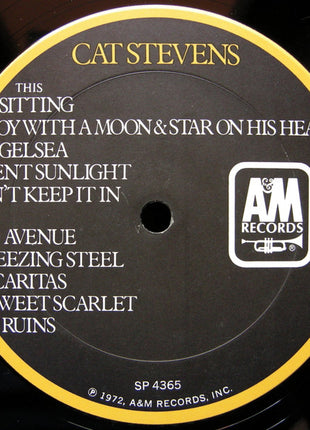 CAT STEVENS
THIS
SITTING
OY WITH A MOON & STAR ON HIS HEA
GELSEA
ENT SUNLIGHT
N'T KEEP IT IN
AVENUE
EEZING STEEL
CARITAS
WEET SCARLET
RUINS
A&M
RECORDS
SP 4365
℗ 1972, A&M RECORDS, INC.